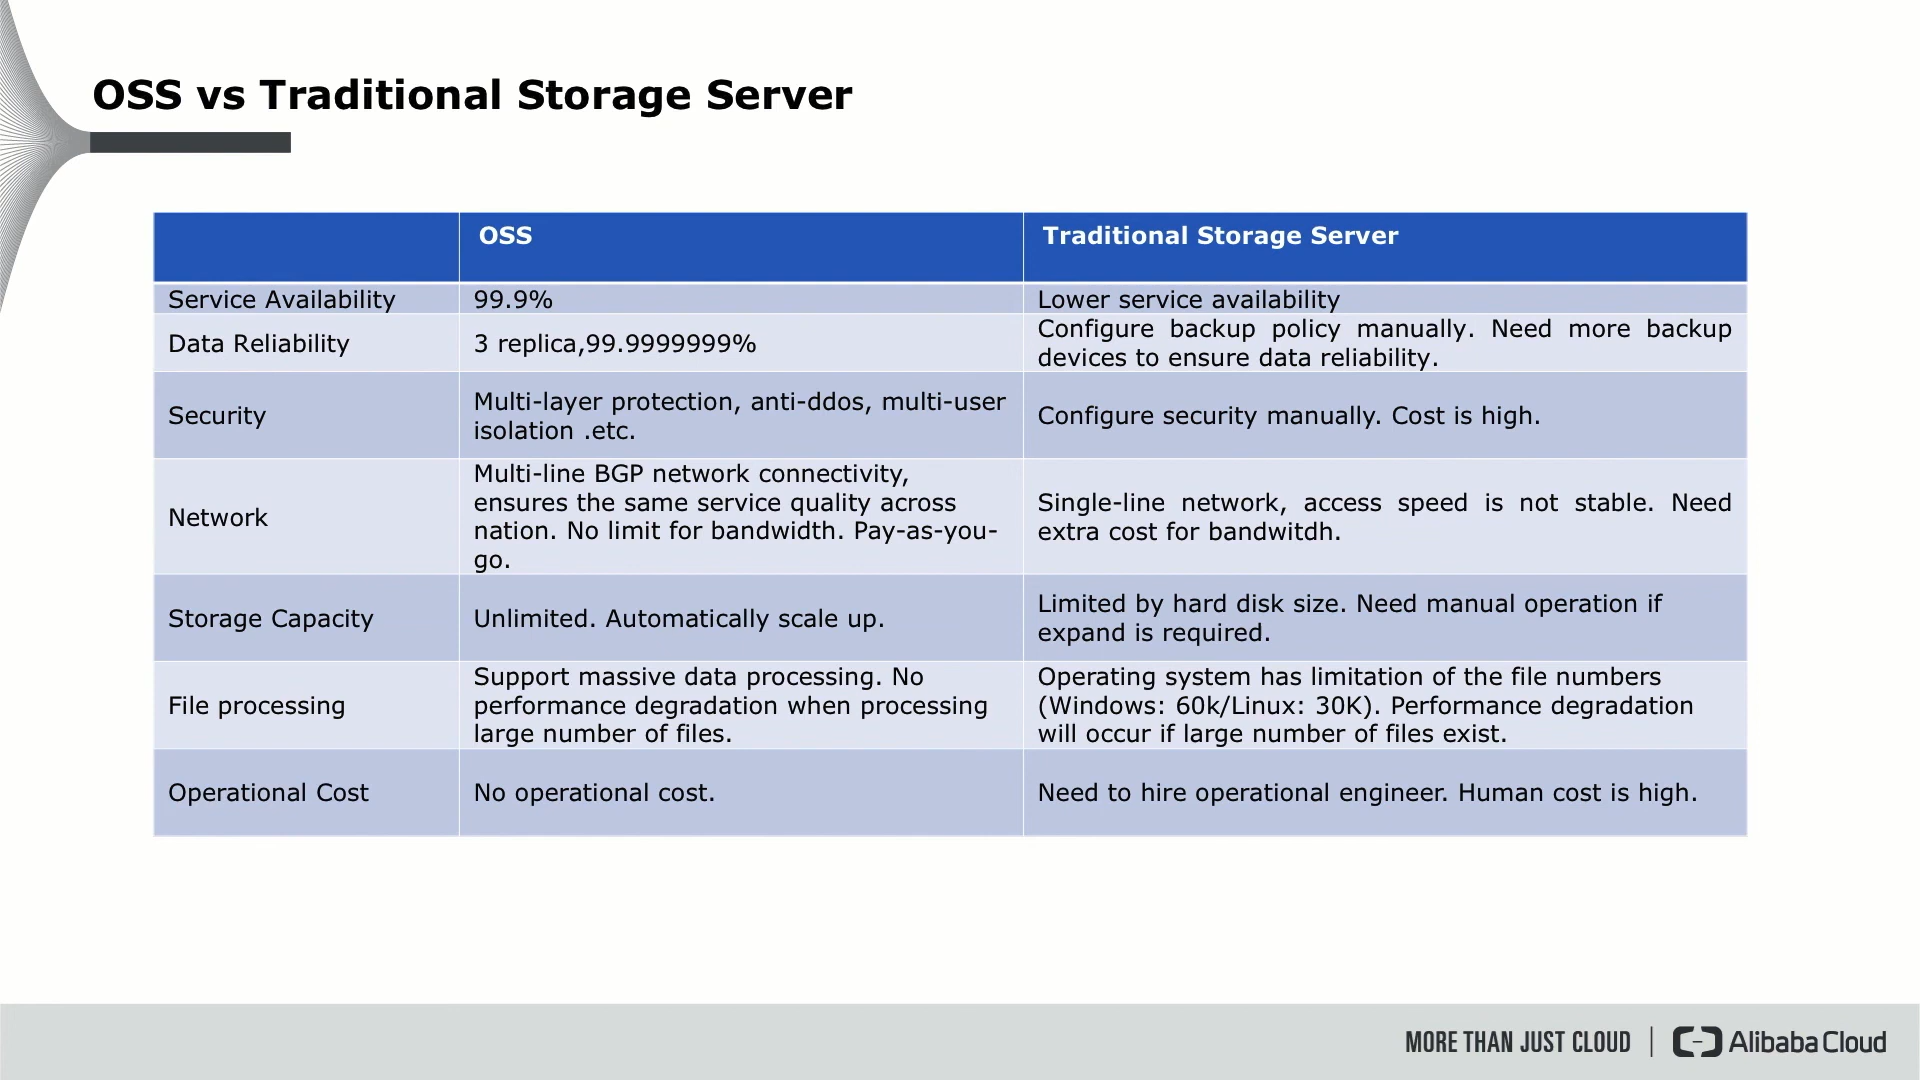 OSS vs Traditional Storage Server
OSS
Traditional Storage Server
Service Availability
99.9%
Lower service availability
Data Reliability
3 replica,99.9999999%
Configure backup policy manually. Need more backup
devices to ensure data reliability.
Security
Multi-layer protection, anti-ddos, multi-user
isolation .etc.
Configure security manually. Cost is high.
Network
Multi-line BGP network connectivity,
ensures the same service quality across
nation. No limit for bandwidth. Pay-as-you-
go.
Single-line network, access speed is not stable. Need
extra cost for bandwitdh.
Storage Capacity
Unlimited. Automatically scale up.
Limited by hard disk size. Need manual operation if
expand is required.
File processing
Support massive data processing. No
performance degradation when processing
large number of files.
Operating system has limitation of the file numbers
(Windows: 60k/Linux: 30K). Performance degradation
will occur if large number of files exist.
Operational Cost
No operational cost.
Need to hire operational engineer. Human cost is high.
MORE THAN JUST CLOUD | Alibaba Cloud